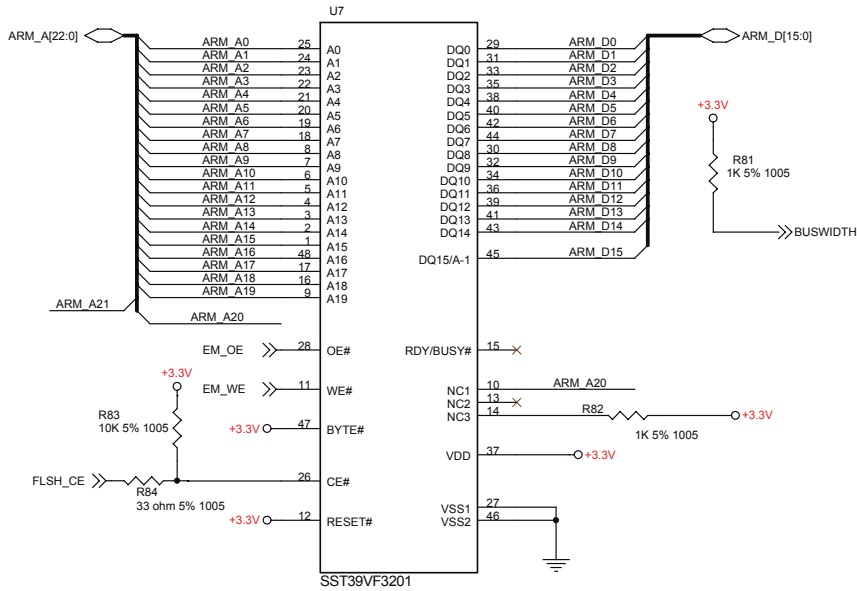 U7
ARM_A[22:0]
ARM_D[15:0]
ARM_A0 25 A0 DQ0 29 ARM_D0
ARM_A1 24 A1 DQ1 31 ARM_D1
ARM_A2 23 A2 DQ2 33 ARM_D2
ARM_A3 22 A3 DQ3 35 ARM_D3
ARM_A4 21 A4 DQ4 38 ARM_D4
ARM_A5 20 A5 DQ5 40 ARM_D5
ARM_A6 19 A6 DQ6 42 ARM_D6
ARM_A7 18 A7 DQ7 44 ARM_D7
ARM_A8 8 A8 DQ8 30 ARM_D8
ARM_A9 7 A9 DQ9 32 ARM_D9
ARM_A10 6 A10 DQ10 34 ARM_D10
ARM_A11 5 A11 DQ11 36 ARM_D11
ARM_A12 4 A12 DQ12 39 ARM_D12
ARM_A13 3 A13 DQ13 41 ARM_D13
ARM_A14 2 A14 DQ14 43 ARM_D14
ARM_A15 1 A15
ARM_A16 48 A16 DQ15/A-1 45 ARM_D15
ARM_A17 17 A17
ARM_A18 16 A18
ARM_A19 9 A19
+3.3V
R81
1K 5% 1005
BUSWIDTH
ARM_A21
ARM_A20
EM_OE 28 OE# RDY/BUSY# 15
EM_WE 11 WE# NC1 10 ARM_A20
NC2 13
NC3 14 R82 +3.3V
1K 5% 1005
+3.3V
R83
10K 5% 1005
+3.3V 47 BYTE#
VDD 37 +3.3V
FLSH_CE 26 CE#
R84
33 ohm 5% 1005
VSS1 27
+3.3V 12 RESET# VSS2 46
SST39VF3201